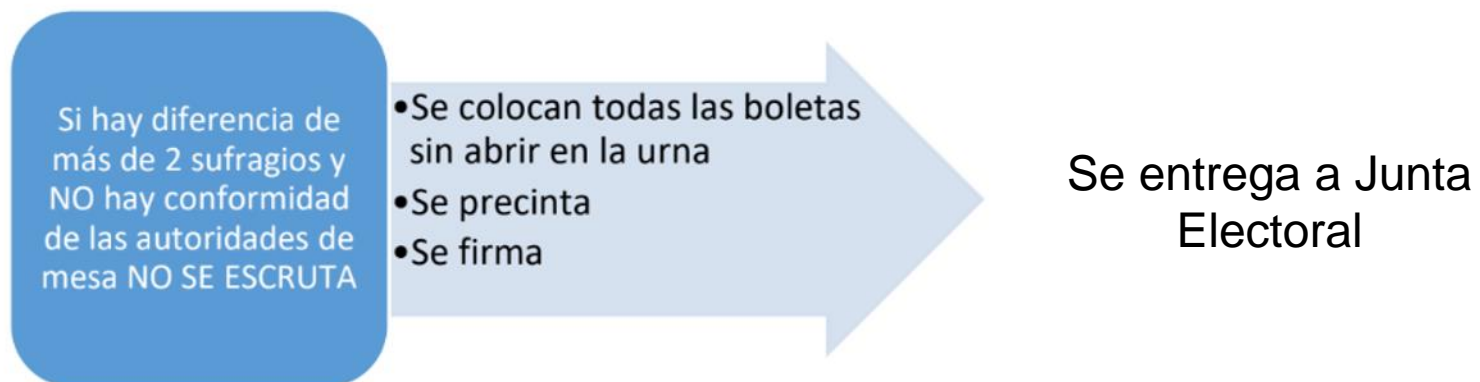 Si hay diferencia de
más de 2 sufragios y
NO hay conformidad
de las autoridades de
mesa NO SE ESCRUTA
•Se colocan todas las boletas
sin abrir en la urna
•Se precinta
•Se firma
Se entrega a Junta
Electoral